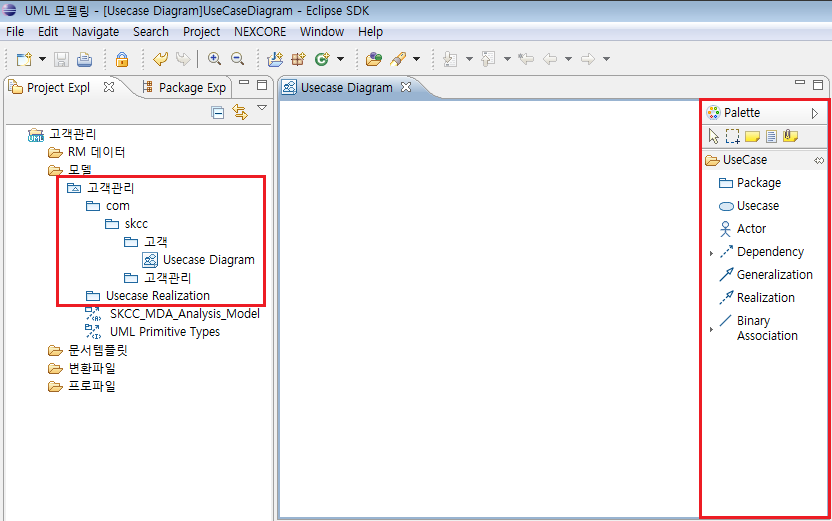 UML 모델링 - [Usecase Diagram]UseCaseDiagram - Eclipse SDK
File Edit Navigate Search Project NEXCORE Window Help
Project Expl
Package Exp
고객관리
RM 데이터
모델
고객관리
com
skcc
고객
Usecase Diagram
고객관리
Usecase Realization
SKCC_MDA_Analysis_Model
UML Primitive Types
문서템플릿
변환파일
프로파일
Usecase Diagram
Palette
UseCase
Package
Usecase
Actor
Dependency
Generalization
Realization
Binary
Association